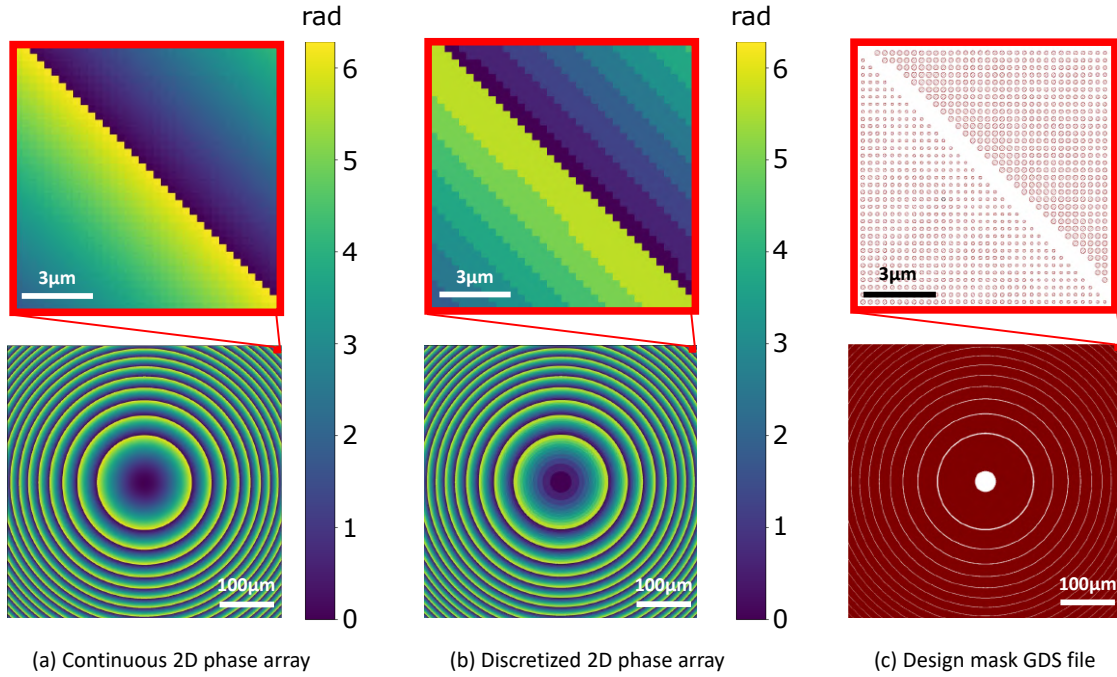 rad
rad
6
5
4
3
2
1
0
6
5
4
3
2
1
0
3μm
3μm
3μm
100μm
100μm
100μm
(a) Continuous 2D phase array
(b) Discretized 2D phase array
(c) Design mask GDS file